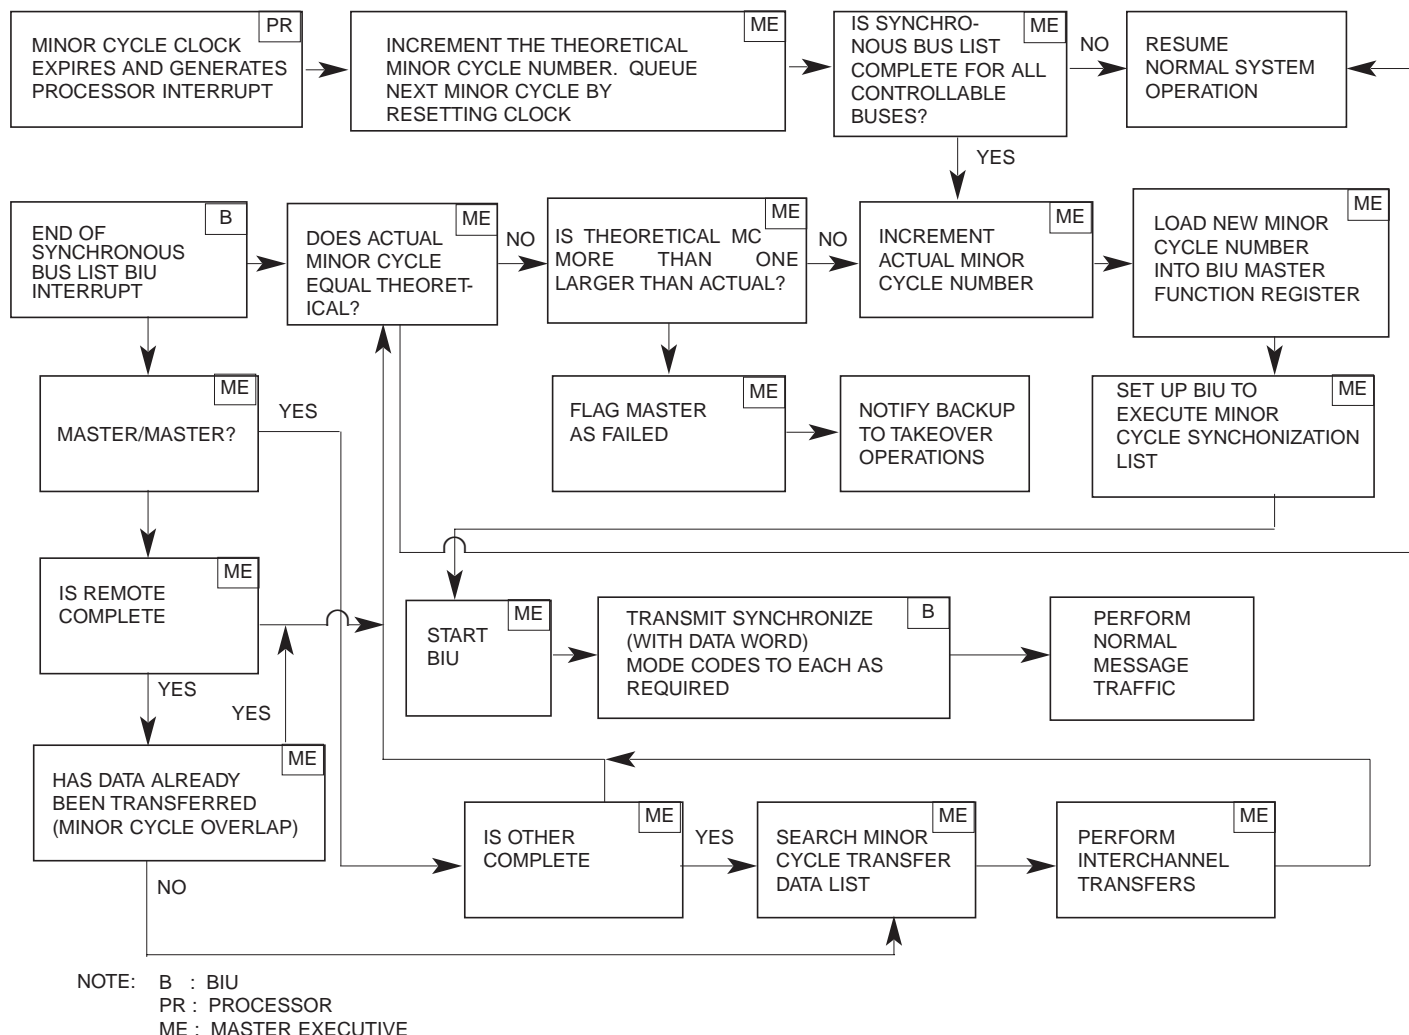 PR
MINOR CYCLE CLOCK
EXPIRES AND GENERATES
PROCESSOR INTERRUPT
ME
INCREMENT THE THEORETICAL
MINOR CYCLE NUMBER. QUEUE
NEXT MINOR CYCLE BY
RESETTING CLOCK
ME
IS SYNCHRO-
NOUS BUS LIST
COMPLETE FOR ALL
CONTROLLABLE
BUSES?
NO
RESUME
NORMAL SYSTEM
OPERATION
YES
B
END OF
SYNCHRONOUS
BUS LIST BIU
INTERRUPT
ME
DOES ACTUAL
MINOR CYCLE
EQUAL THEORET-
ICAL?
NO
ME
IS THEORETICAL MC
MORE THAN ONE
LARGER THAN ACTUAL?
NO
ME
INCREMENT
ACTUAL MINOR
CYCLE NUMBER
ME
LOAD NEW MINOR
CYCLE NUMBER
INTO BIU MASTER
FUNCTION REGISTER
ME
MASTER/MASTER?
YES
ME
FLAG MASTER
AS FAILED
NOTIFY BACKUP
TO TAKEOVER
OPERATIONS
ME
SET UP BIU TO
EXECUTE MINOR
CYCLE SYNCHONIZATION
LIST
ME
IS REMOTE
COMPLETE
YES
YES
ME
START
BIU
B
TRANSMIT SYNCHRONIZE
(WITH DATA WORD)
MODE CODES TO EACH AS
REQUIRED
PERFORM
NORMAL
MESSAGE
TRAFFIC
ME
HAS DATA ALREADY
BEEN TRANSFERRED
(MINOR CYCLE OVERLAP)
NO
ME
IS OTHER
COMPLETE
YES
ME
SEARCH MINOR
CYCLE TRANSFER
DATA LIST
ME
PERFORM
INTERCHANNEL
TRANSFERS
NOTE: B : BIU
PR : PROCESSOR
ME : MASTER EXECUTIVE